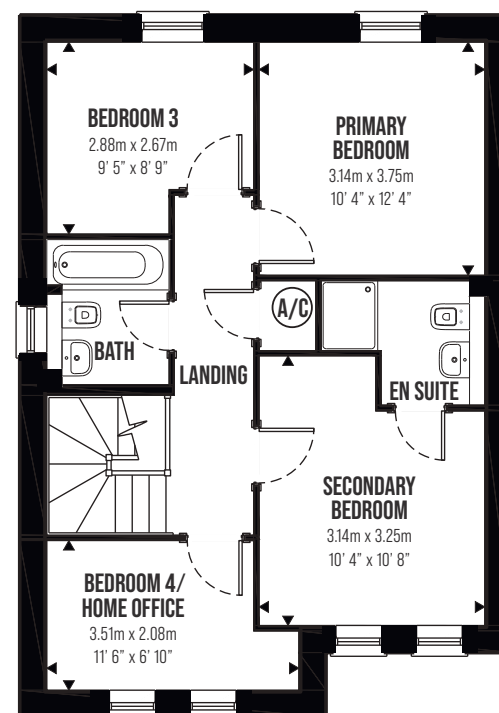 BEDROOM 3
2.88m x 2.67m
9’ 5” x 8’ 9”
PRIMARY
BEDROOM
3.14m x 3.75m
10’ 4” x 12’ 4”
A/C
BATH
LANDING
EN SUITE
SECONDARY
BEDROOM
3.14m x 3.25m
10’ 4” x 10’ 8”
BEDROOM 4/
HOME OFFICE
3.51m x 2.08m
11’ 6” x 6’ 10”